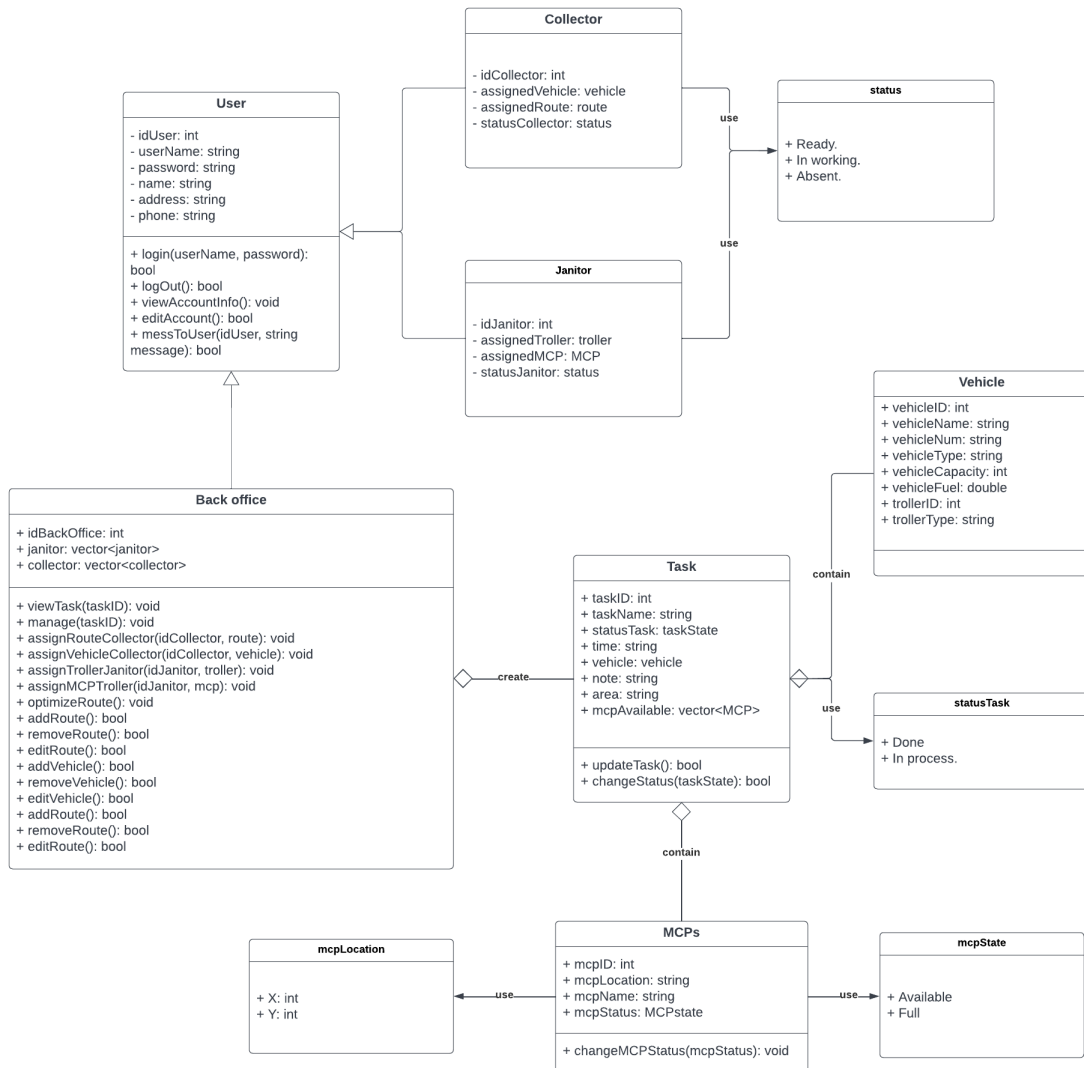 Collector
- idCollector: int
- assignedVehicle: vehicle
- assignedRoute: route
- statusCollector: status
status
+ Ready.
+ In working.
+ Absent.
use
use
User
- idUser: int
- userName: string
- password: string
- name: string
- address: string
- phone: string
+ login(userName, password):
bool
+ logOut(): bool
+ viewAccountInfo(): void
+ editAccount(): bool
+ messToUser(idUser, string
message): bool
Janitor
- idJanitor: int
- assignedTroller: troller
- assignedMCP: MCP
- statusJanitor: status
Vehicle
+ vehicleID: int
+ vehicleName: string
+ vehicleNum: string
+ vehicleType: string
+ vehicleCapacity: int
+ vehicleFuel: double
+ trollerID: int
+ trollerType: string
Back office
+ idBackOffice: int
+ janitor: vector<janitor>
+ collector: vector<collector>
+ viewTask(taskID): void
+ manage(taskID): void
+ assignRouteCollector(idCollector, route): void
+ assignVehicleCollector(idCollector, vehicle): void
+ assignTrollerJanitor(idJanitor, troller): void
+ assignMCPTroller(idJanitor, mcp): void
+ optimizeRoute(): void
+ addRoute(): bool
+ removeRoute(): bool
+ editRoute(): bool
+ addVehicle(): bool
+ removeVehicle(): bool
+ editVehicle(): bool
+ addRoute(): bool
+ removeRoute(): bool
+ editRoute(): bool
create
Task
+ taskID: int
+ taskName: string
+ statusTask: taskState
+ time: string
+ vehicle: vehicle
+ note: string
+ area: string
+ mcpAvailable: vector<MCP>
+ updateTask(): bool
+ changeStatus(taskState): bool
contain
use
statusTask
+ Done
+ In process.
contain
MCPs
+ mcpID: int
+ mcpLocation: string
+ mcpName: string
+ mcpStatus: MCPstate
+ changeMCPStatus(mcpStatus): void
use
mcpLocation
+ X: int
+ Y: int
use
mcpState
+ Available
+ Full